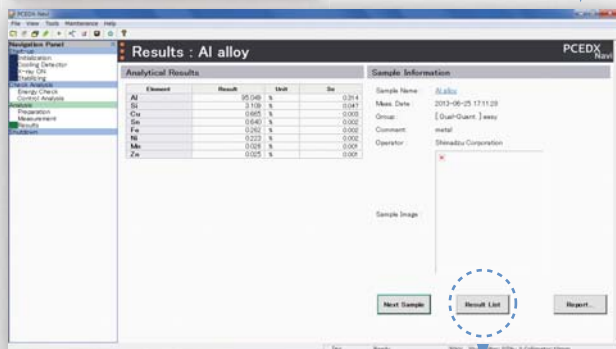 PCEDX-Navi
File View Tools Maintenance Help
Navigation Panel
Start-up
Initialization
Cooling Detector
X-ray ON
Stabilizing
Check Analysis
Energy Check
Control Analysis
Analysis
Preparation
Measurement
Results
Shutdown
Results : Al alloy
PCEDX
Navi
Analytical Results
Element Result Unit 3σ
Al 95.049 % 0.314
Si 3.109 % 0.047
Cu 0.665 % 0.003
Sn 0.640 % 0.002
Fe 0.262 % 0.002
Ni 0.223 % 0.002
Mn 0.028 % 0.001
Zn 0.025 % 0.001
Sample Information
Sample Name Al alloy
Meas. Date 2013-06-25 17:11:28
Group [ Dual-Quant. ] easy
Comment metal
Operator Shimadzu Corporation
Sample Image
Next Sample
Result List
Report...